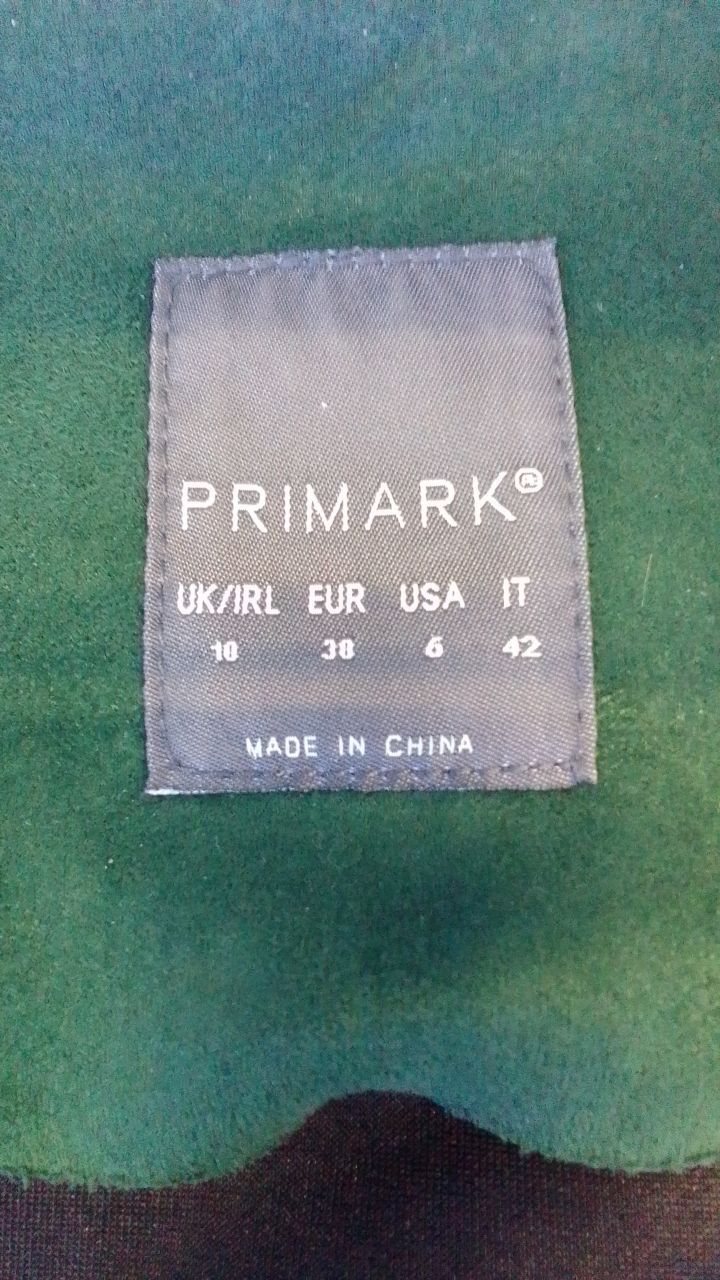 PRIMARK®
UK/IRL EUR USA IT
10 38 6 42
MADE IN CHINA